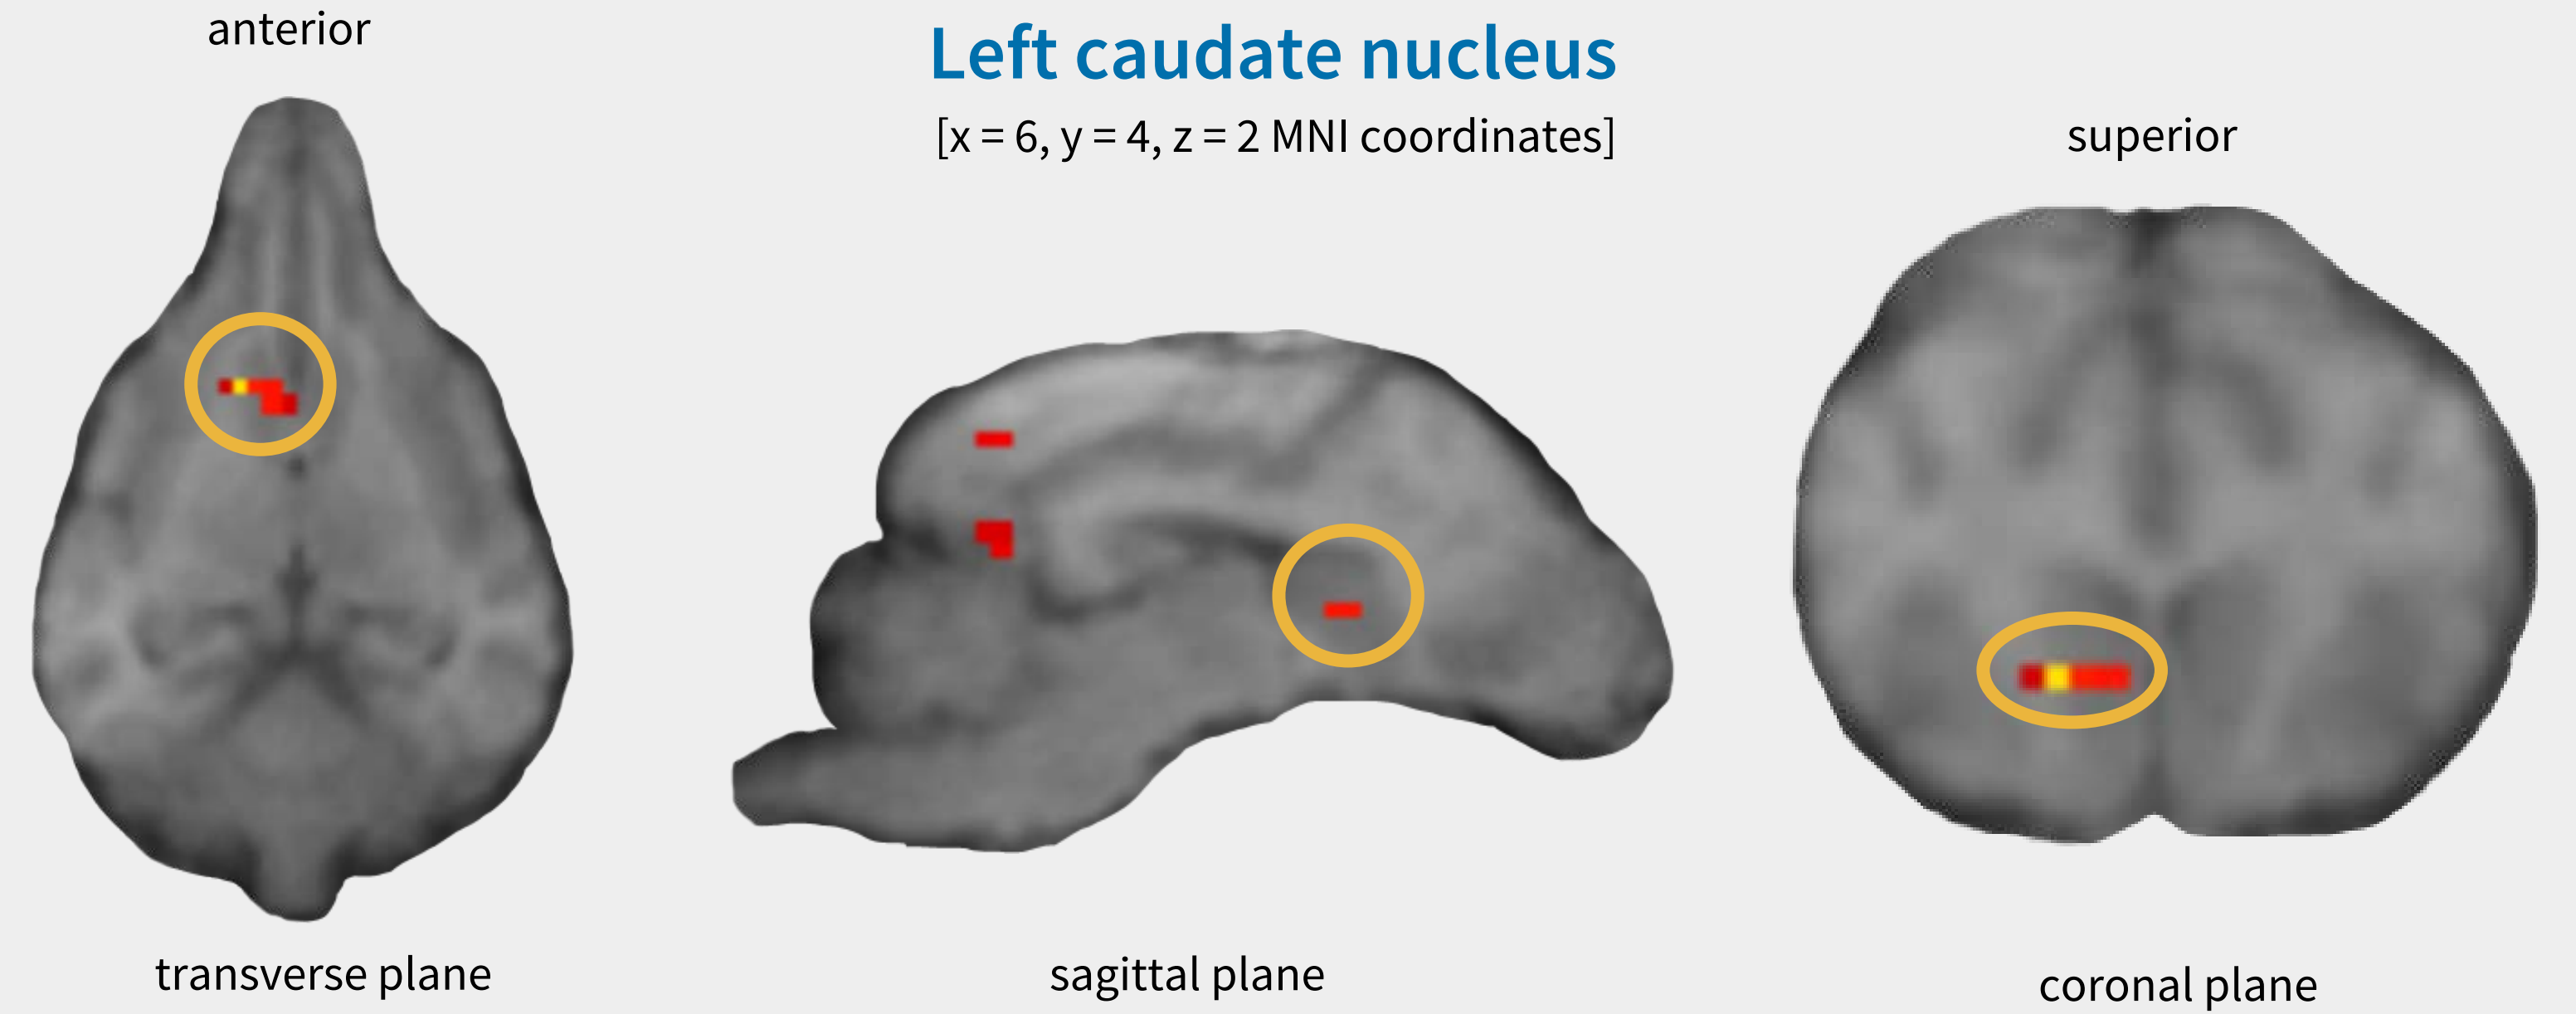 anterior
Left caudate nucleus
[x = 6, y = 4, z = 2 MNI coordinates]
superior
transverse plane
sagittal plane
coronal plane